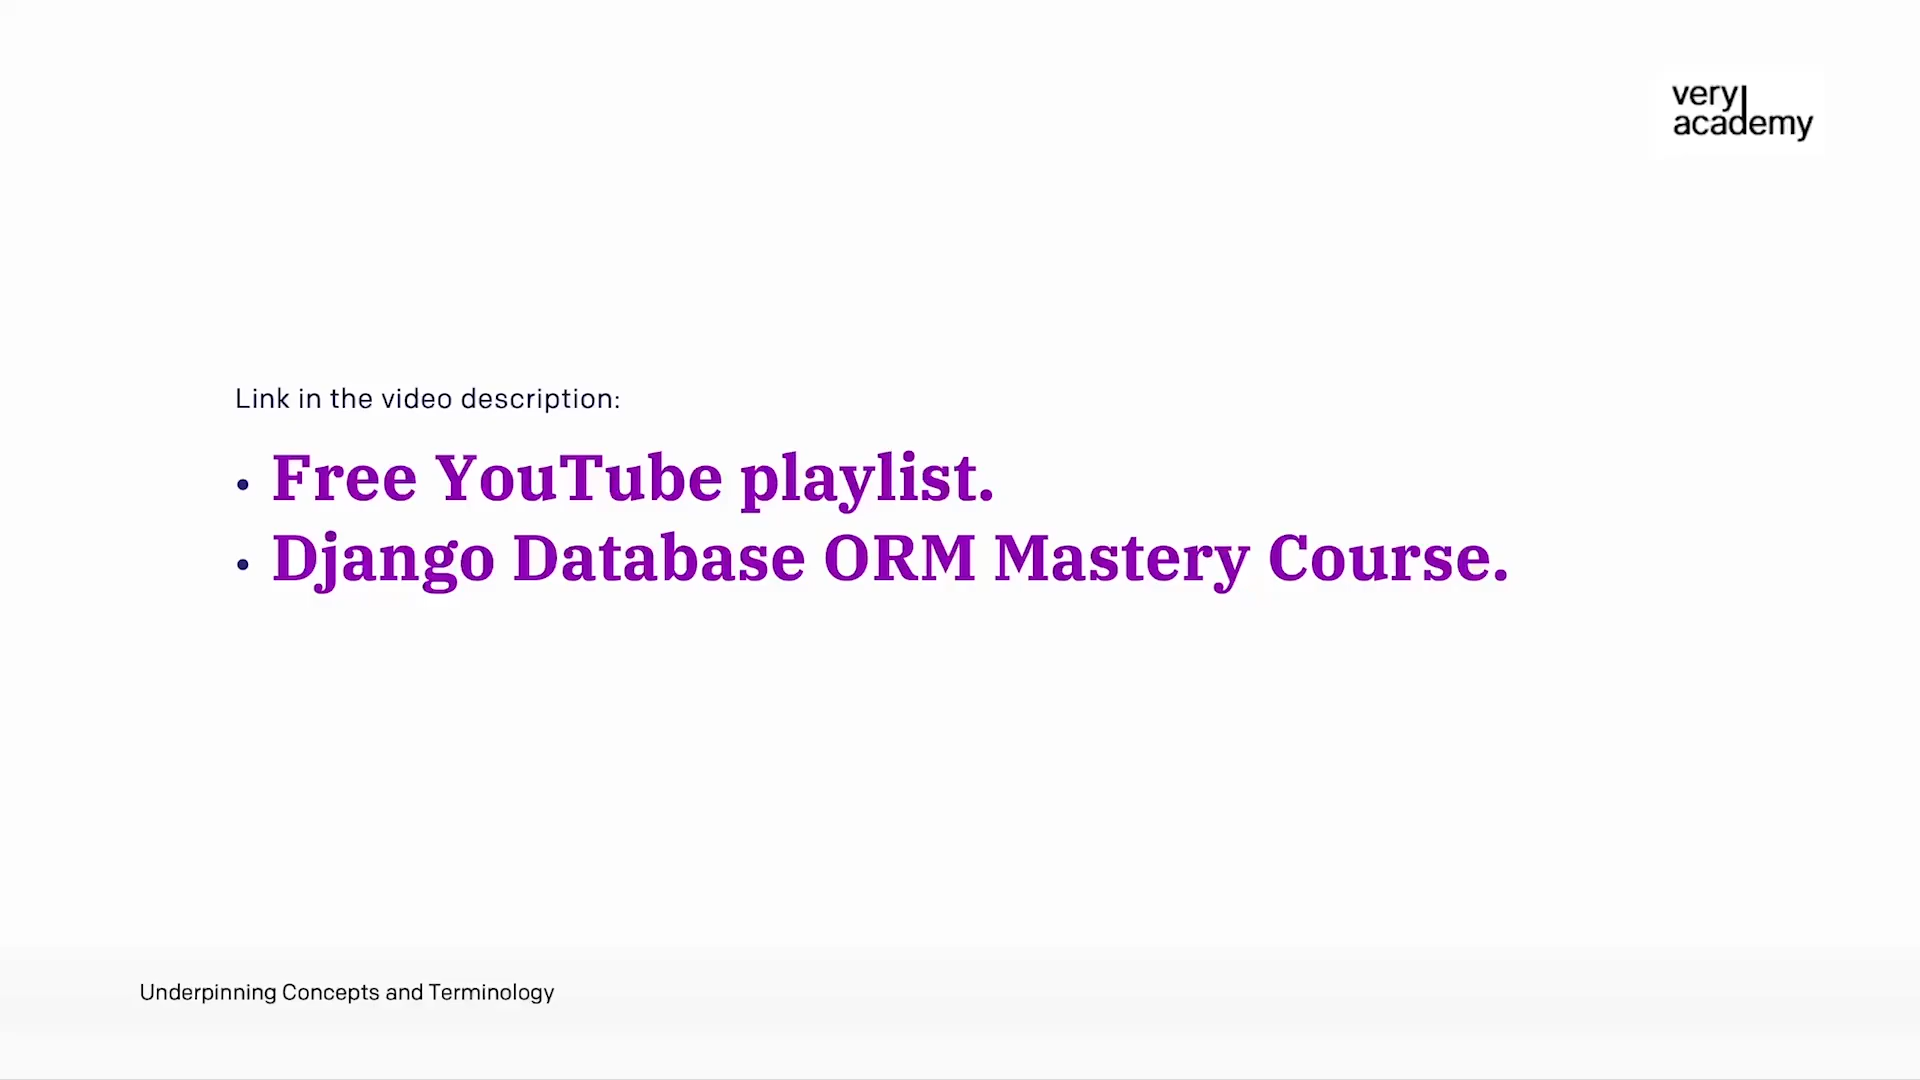 very
academy
Link in the video description:
• Free YouTube playlist.
• Django Database ORM Mastery Course.
Underpinning Concepts and Terminology